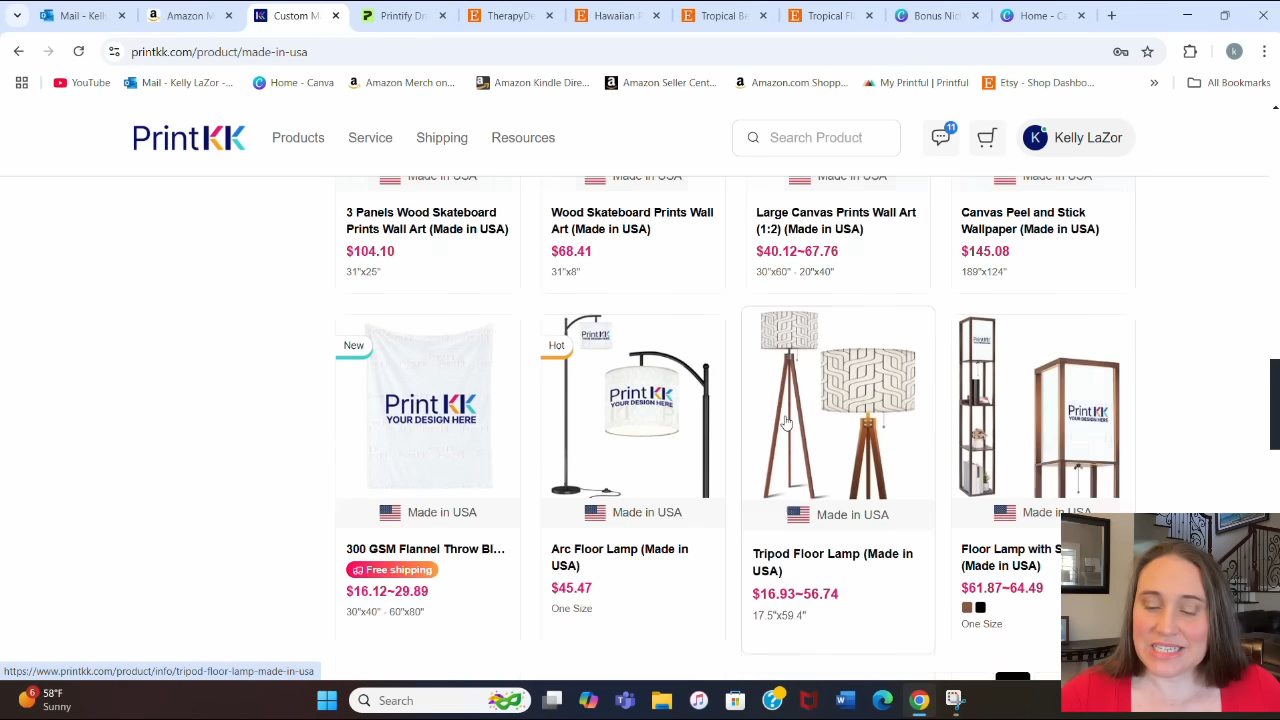 Mail - Kelly
Amazon M
Custom M
Printify Dr
TherapyDe
Hawaiian P
Tropical Be
Tropical Fl
Bonus Nic
Home - Ca
printkk.com/product/made-in-usa
k
YouTube
Mail - Kelly LaZor -...
Home - Canva
Amazon Merch on...
Amazon Kindle Dire...
Amazon Seller Cent...
Amazon.com Shopp...
My Printful | Printful
Etsy - Shop Dashbo...
All Bookmarks
PrintKK
Products
Service
Shipping
Resources
Search Product
11
K
Kelly LaZor
Made in USA
Made in USA
Made in USA
Made in USA
3 Panels Wood Skateboard
Prints Wall Art (Made in USA)
$104.10
31"x25"
Wood Skateboard Prints Wall
Art (Made in USA)
$68.41
31"x8"
Large Canvas Prints Wall Art
(1:2) (Made in USA)
$40.12~67.76
30"x60" - 20"x40"
Canvas Peel and Stick
Wallpaper (Made in USA)
$145.08
189"x124"
New
PrintKK
YOUR DESIGN HERE
Made in USA
300 GSM Flannel Throw Bl...
Free shipping
$16.12~29.89
30"x40" - 60"x80"
Hot
PrintKK
PrintKK
YOUR DESIGN HERE
Made in USA
Arc Floor Lamp (Made in
USA)
$45.47
One Size
Made in USA
Tripod Floor Lamp (Made in
USA)
$16.93~56.74
17.5"x59.4"
PrintKK
PrintKK
YOUR DESIGN HERE
Made in USA
Floor Lamp with S
(Made in USA)
$61.87~64.49
One Size
https://www.printkk.com/product/info/tripod-floor-lamp-made-in-usa
6
58°F
Sunny
Search